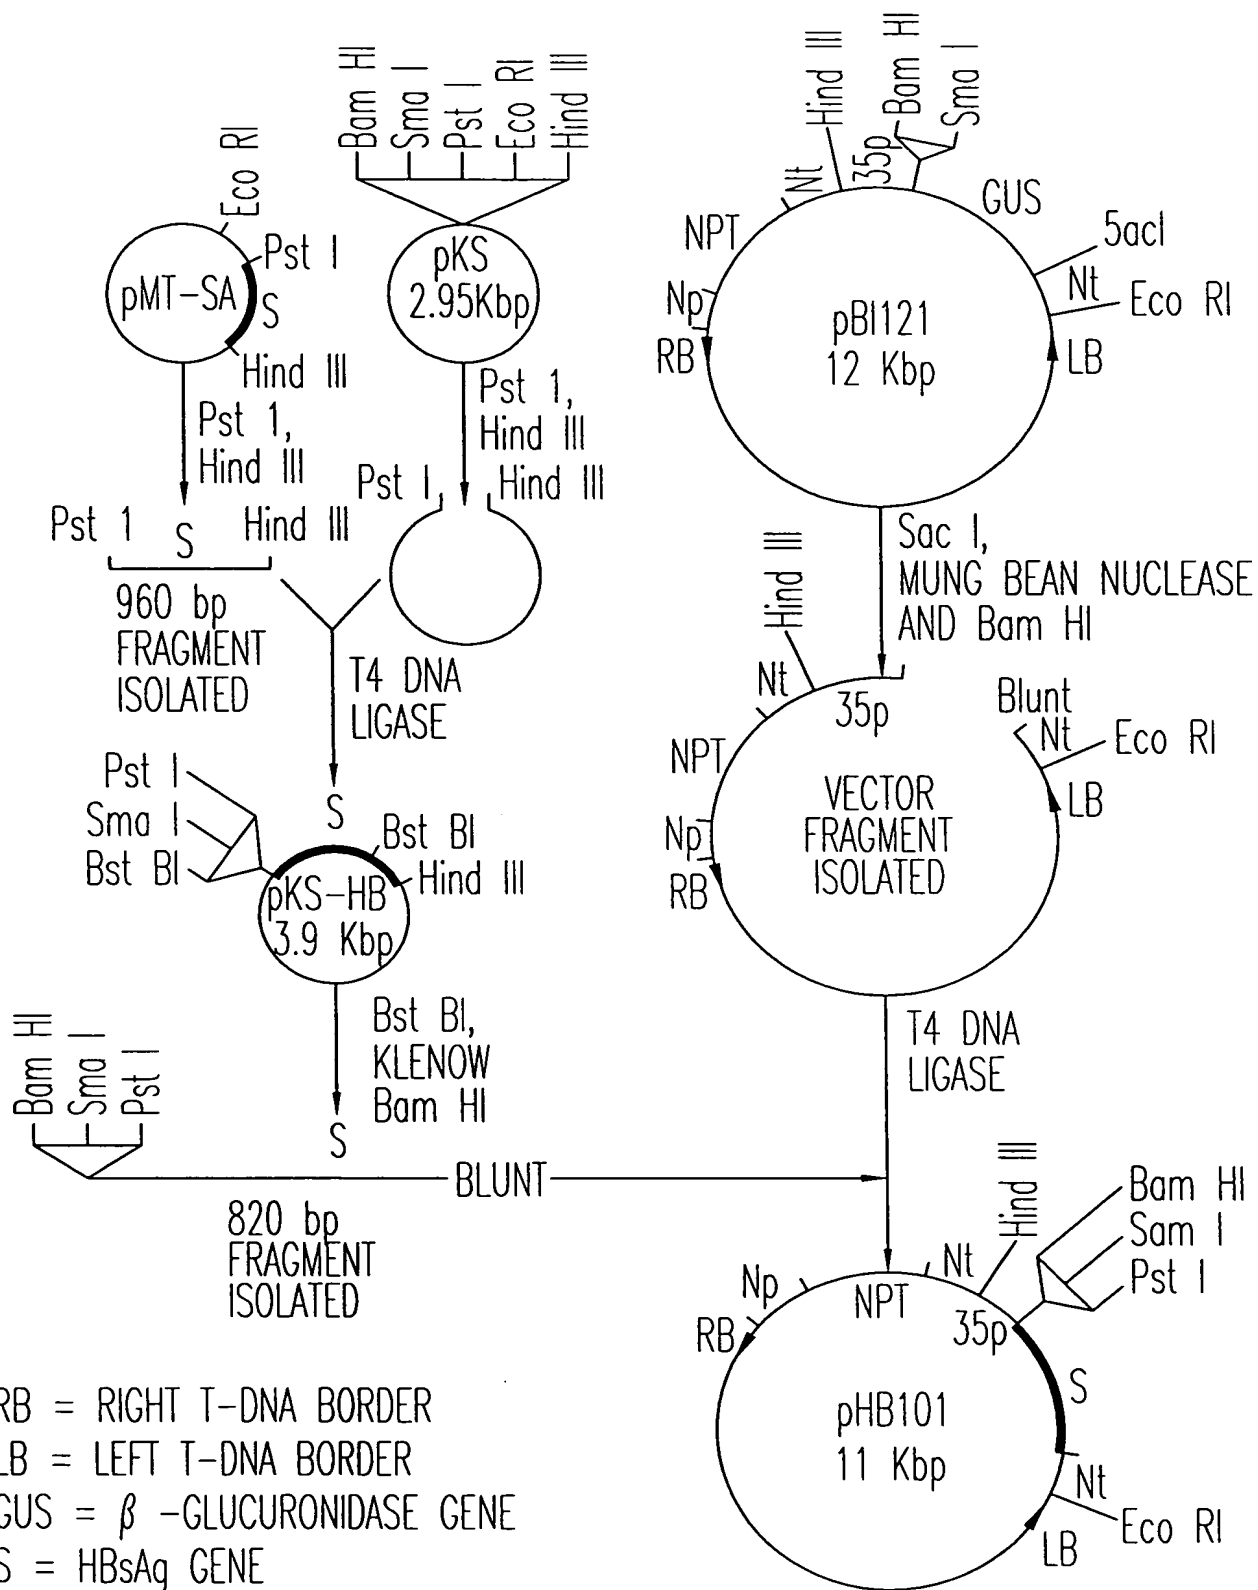 Eco RI
Pst I
pMT-SA
S
Hind III
Pst 1,
Hind III
Pst 1
S
Hind III
960 bp
FRAGMENT
ISOLATED
Bam HI
Sma I
Pst I
Eco RI
Hind III
pKS
2.95Kbp
Pst 1,
Hind III
Pst I
Hind III
T4 DNA
LIGASE
S
Pst I
Sma I
Bst BI
Bst BI
Hind III
pKS-HB
3.9 Kbp
Bst BI,
KLENOW
Bam HI
S
Bam HI
Sma I
Pst I
BLUNT
820 bp
FRAGMENT
ISOLATED
Hind III
35p
Bam HI
Sma I
Nt
GUS
NPT
5acI
Np
Nt
Eco RI
RB
LB
pBI121
12 Kbp
Sac I,
MUNG BEAN NUCLEASE
AND Bam HI
Hind III
Nt
35p
Blunt
Nt
Eco RI
NPT
LB
Np
RB
VECTOR
FRAGMENT
ISOLATED
T4 DNA
LIGASE
Hind III
Bam HI
Sam I
Pst I
Np
NPT
Nt
35p
RB
S
pHB101
11 Kbp
Nt
Eco RI
LB
RB = RIGHT T-DNA BORDER
LB = LEFT T-DNA BORDER
GUS = β -GLUCURONIDASE GENE
S = HBsAg GENE